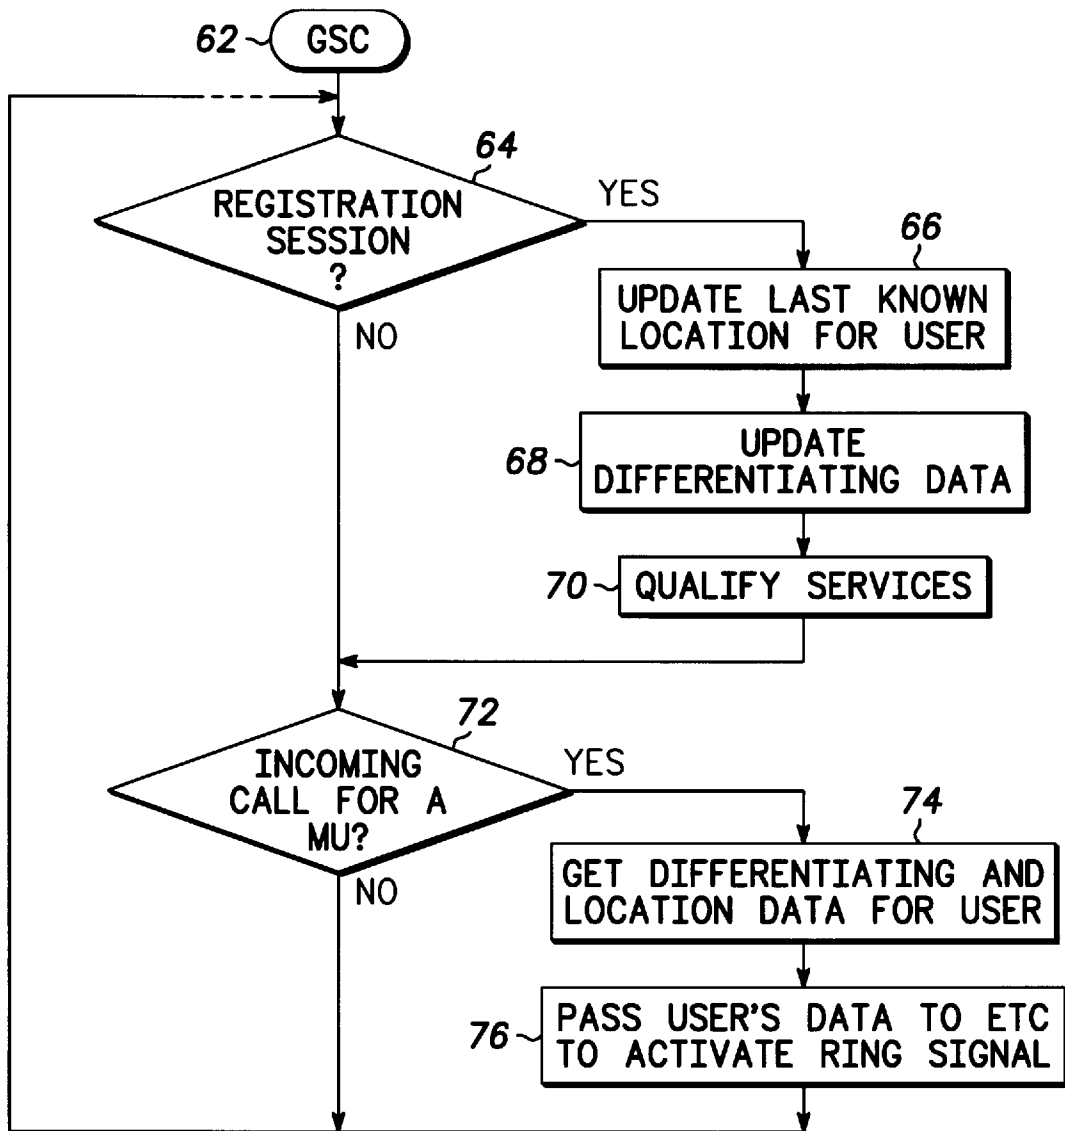 62
GSC
64
REGISTRATION
SESSION
?
YES
NO
66
UPDATE LAST KNOWN
LOCATION FOR USER
68
UPDATE
DIFFERENTIATING DATA
70
QUALIFY SERVICES
72
INCOMING
CALL FOR A
MU?
YES
NO
74
GET DIFFERENTIATING AND
LOCATION DATA FOR USER
76
PASS USER'S DATA TO ETC
TO ACTIVATE RING SIGNAL